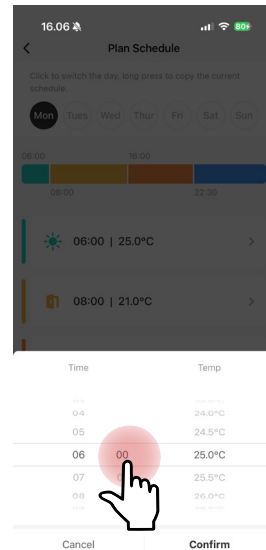 16.06
80
Plan Schedule
Click to switch the day, long press to copy the current
schedule.
Mon Tues Wed Thur Fri Sat Sun
06:00 16:00
08:00 22:00
06:00 | 25.0°C
08:00 | 21.0°C
Time Temp
04 24.0°C
05 24.5°C
06 00 25.0°C
07 25.5°C
08 26.0°C
Cancel Confirm